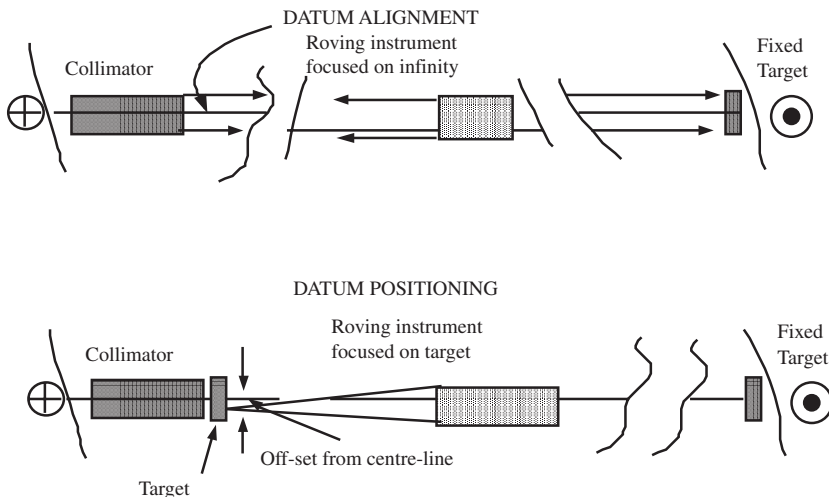 DATUM ALIGNMENT
Roving instrument
focused on infinity
Collimator
Fixed
Target
DATUM POSITIONING
Roving instrument
focused on target
Collimator
Fixed
Target
Off-set from centre-line
Target